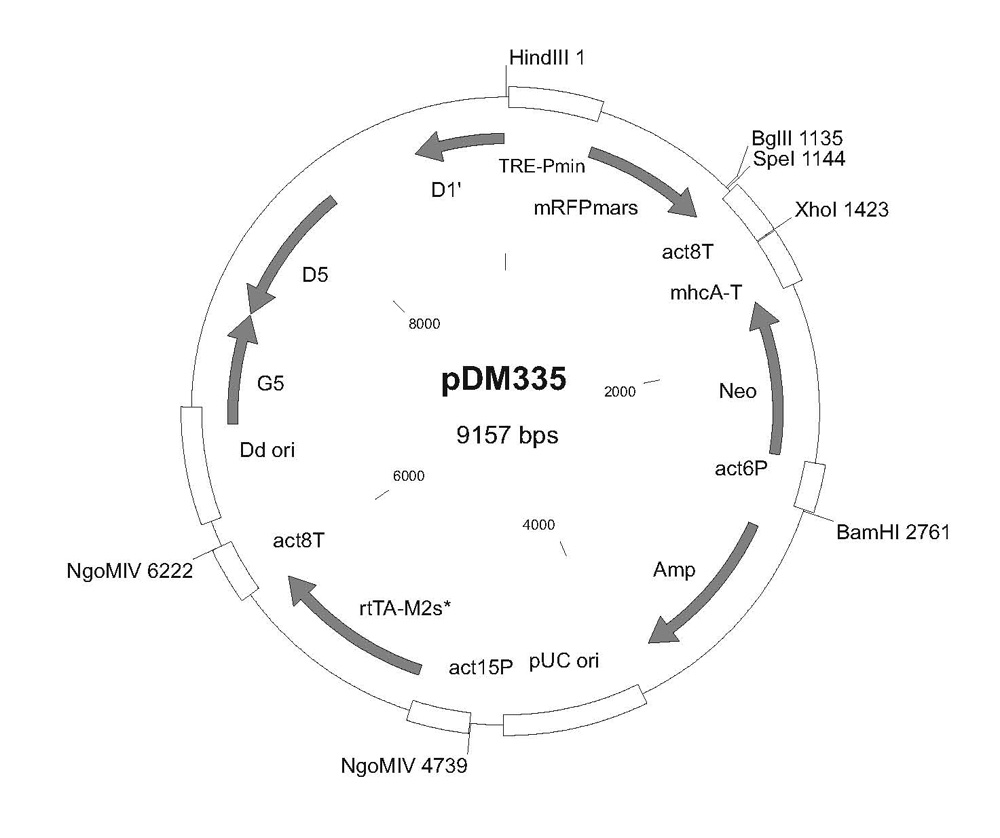 HindIII 1
BglII 1135
SpeI 1144
TRE-Pmin
D1'
mRFPmars
XhoI 1423
act8T
D5
mhcA-T
8000
pDM335
2000
Neo
G5
9157 bps
Dd ori
act6P
6000
4000
BamHI 2761
act8T
NgoMIV 6222
Amp
rtTA-M2s*
act15P
pUC ori
NgoMIV 4739